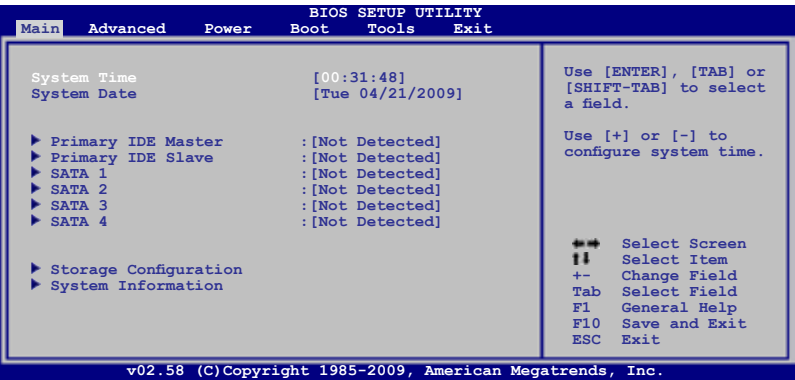 BIOS SETUP UTILITY
Main Advanced Power Boot Tools Exit
System Time [00:31:48]
System Date [Tue 04/21/2009]
Primary IDE Master :[Not Detected]
Primary IDE Slave :[Not Detected]
SATA 1 :[Not Detected]
SATA 2 :[Not Detected]
SATA 3 :[Not Detected]
SATA 4 :[Not Detected]
Storage Configuration
System Information
Use [ENTER], [TAB] or
[SHIFT-TAB] to select
a field.
Use [+] or [-] to
configure system time.
←→ Select Screen
↑↓ Select Item
+- Change Field
Tab Select Field
F1 General Help
F10 Save and Exit
ESC Exit
v02.58 (C)Copyright 1985-2009, American Megatrends, Inc.